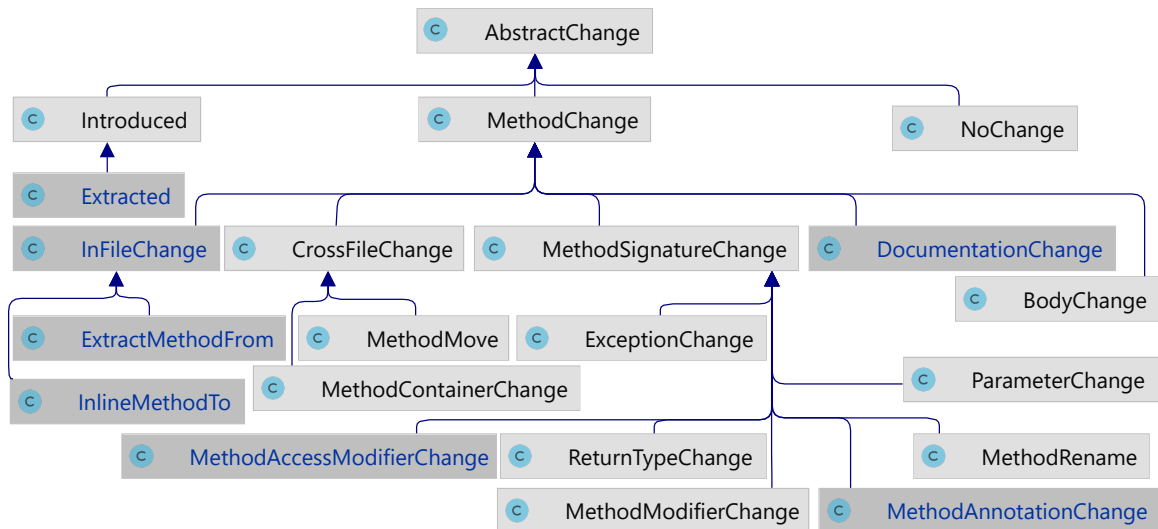 C AbstractChange
C Introduced
C MethodChange
C NoChange
C Extracted
C InFileChange
C CrossFileChange
C MethodSignatureChange
C DocumentationChange
C BodyChange
C ExtractMethodFrom
C MethodMove
C ExceptionChange
C ParameterChange
C InlineMethodTo
C MethodContainerChange
C MethodAccessModifierChange
C ReturnTypeChange
C MethodRename
C MethodModifierChange
C MethodAnnotationChange